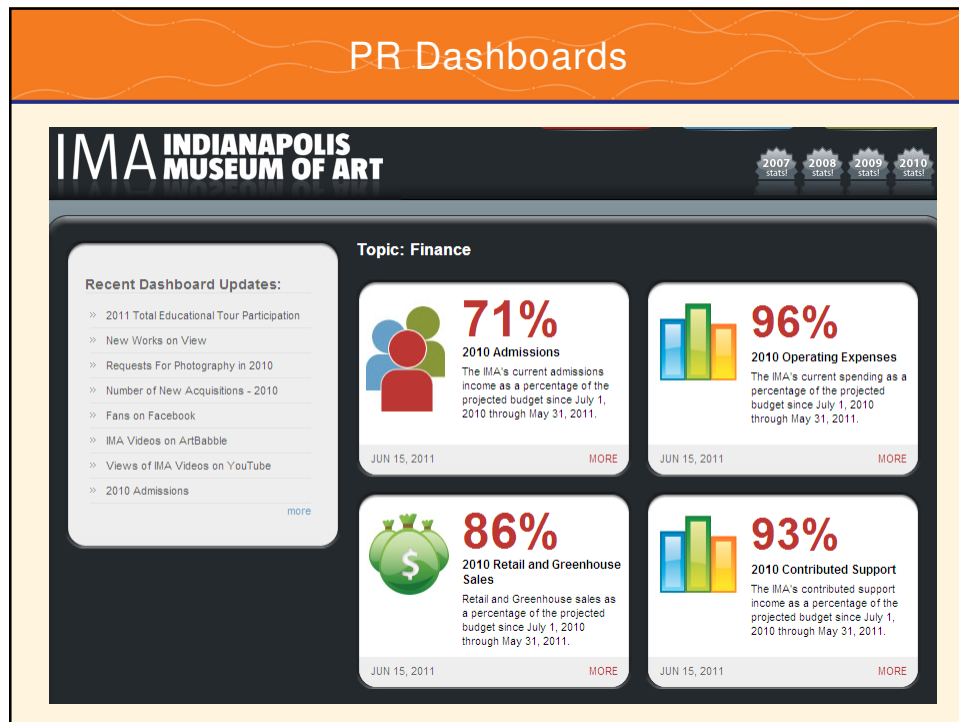 PR Dashboards
IMA INDIANAPOLIS
MUSEUM OF ART
2007
stats!
2008
stats!
2009
stats!
2010
stats!
Recent Dashboard Updates:
» 2011 Total Educational Tour Participation
» New Works on View
» Requests For Photography in 2010
» Number of New Acquisitions - 2010
» Fans on Facebook
» IMA Videos on ArtBabble
» Views of IMA Videos on YouTube
» 2010 Admissions
more
Topic: Finance
71%
2010 Admissions
The IMA's current admissions
income as a percentage of the
projected budget since July 1,
2010 through May 31, 2011.
JUN 15, 2011 MORE
96%
2010 Operating Expenses
The IMA's current spending as a
percentage of the projected
budget since July 1, 2010
through May 31, 2011.
JUN 15, 2011 MORE
$
86%
2010 Retail and Greenhouse
Sales
Retail and Greenhouse sales as
a percentage of the projected
budget since July 1, 2010
through May 31, 2011.
JUN 15, 2011 MORE
93%
2010 Contributed Support
The IMA's contributed support
income as a percentage of the
projected budget since July 1,
2010 through May 31, 2011.
JUN 15, 2011 MORE